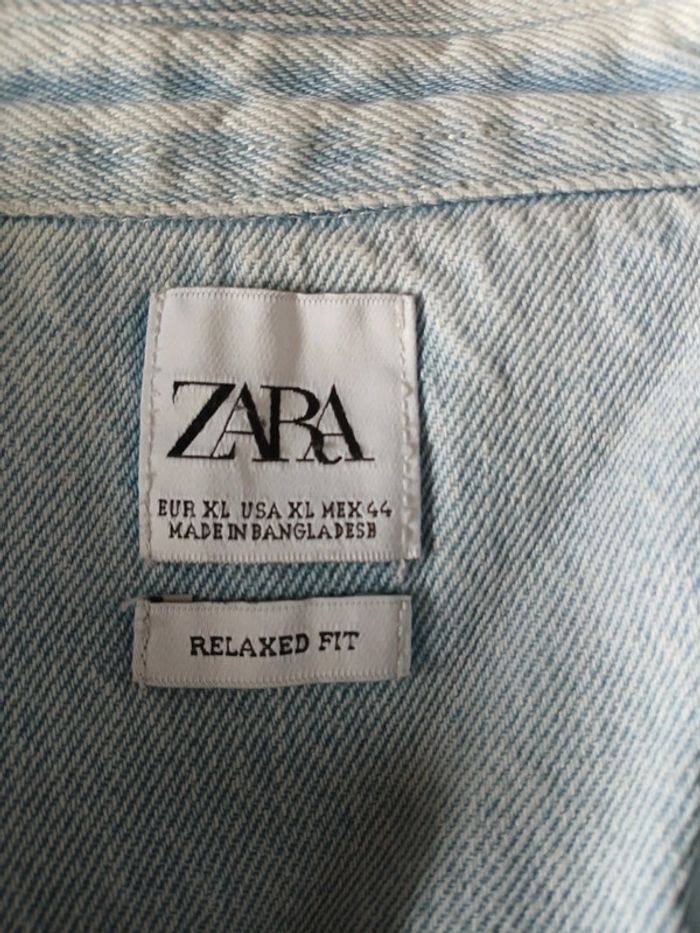 ZARA
EUR XL USA XL MEX 44
MADE IN BANGLADESH
RELAXED FIT